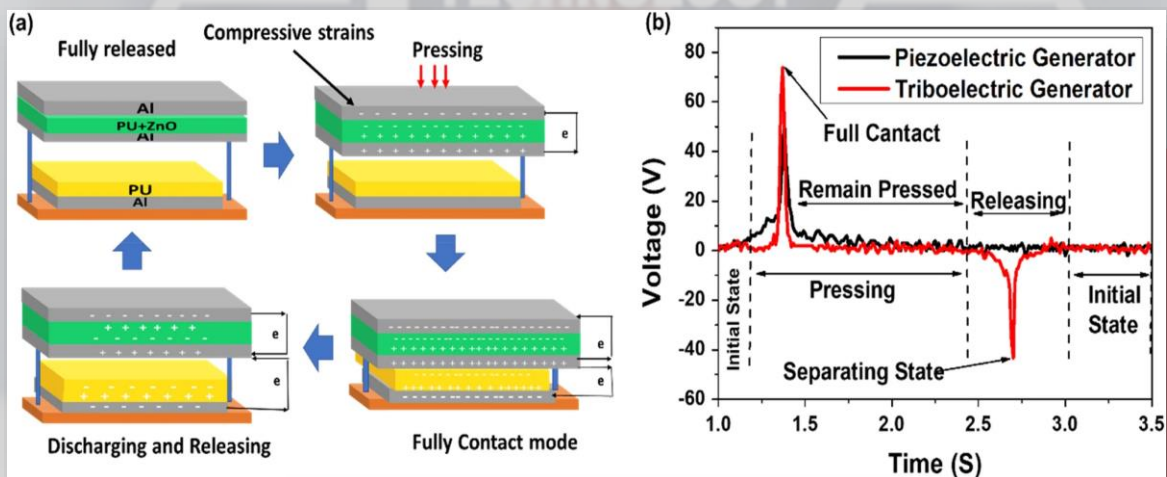 TECHNOLOGY
(a)
Fully released
Compressive strains
Pressing
Al
PU+ZnO
Al
PU
Al
e
Discharging and Releasing
e
e
Fully Contact mode
e
e
(b)
Piezoelectric Generator
Triboelectric Generator
Full Cantact
Remain Pressed
Releasing
Pressing
Initial State
Initial
State
Separating State
Voltage (V)
80
60
40
20
0
-20
-40
-60
1.0
1.5
2.0
2.5
3.0
3.5
Time (S)